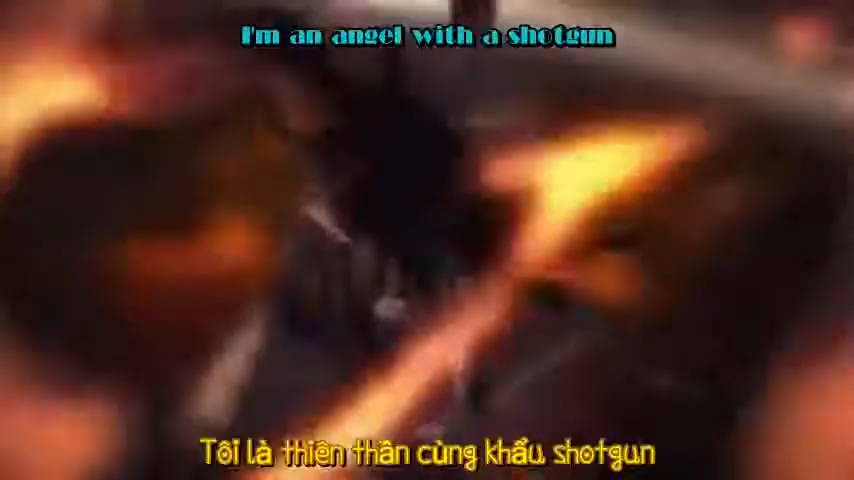 I'm an angel with a shotgun
Tôi là thiên thần cùng khẩu shotgun